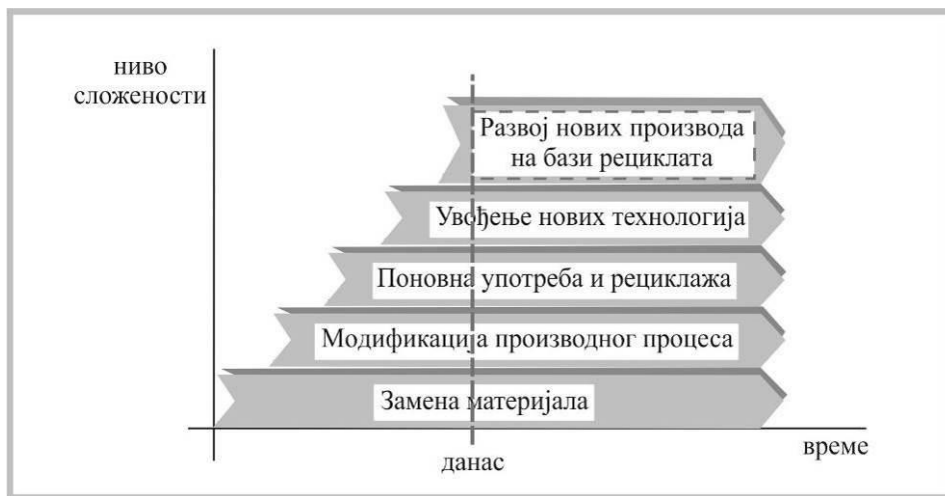 ниво
сложености
Развој нових производа
на бази рециклата
Увођење нових технологија
Поновна употреба и рециклажа
Модификација производног процеса
Замена материјала
време
данас